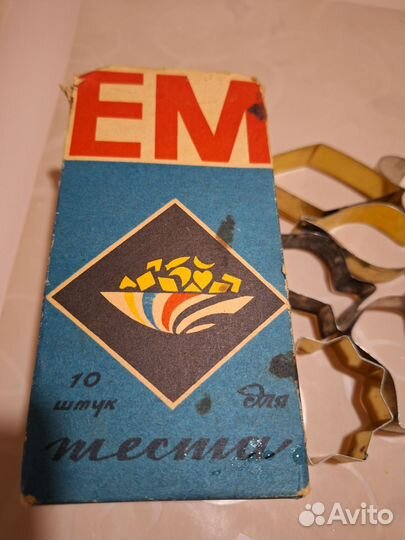 ЕМ
10
штук
для
теста
Avito